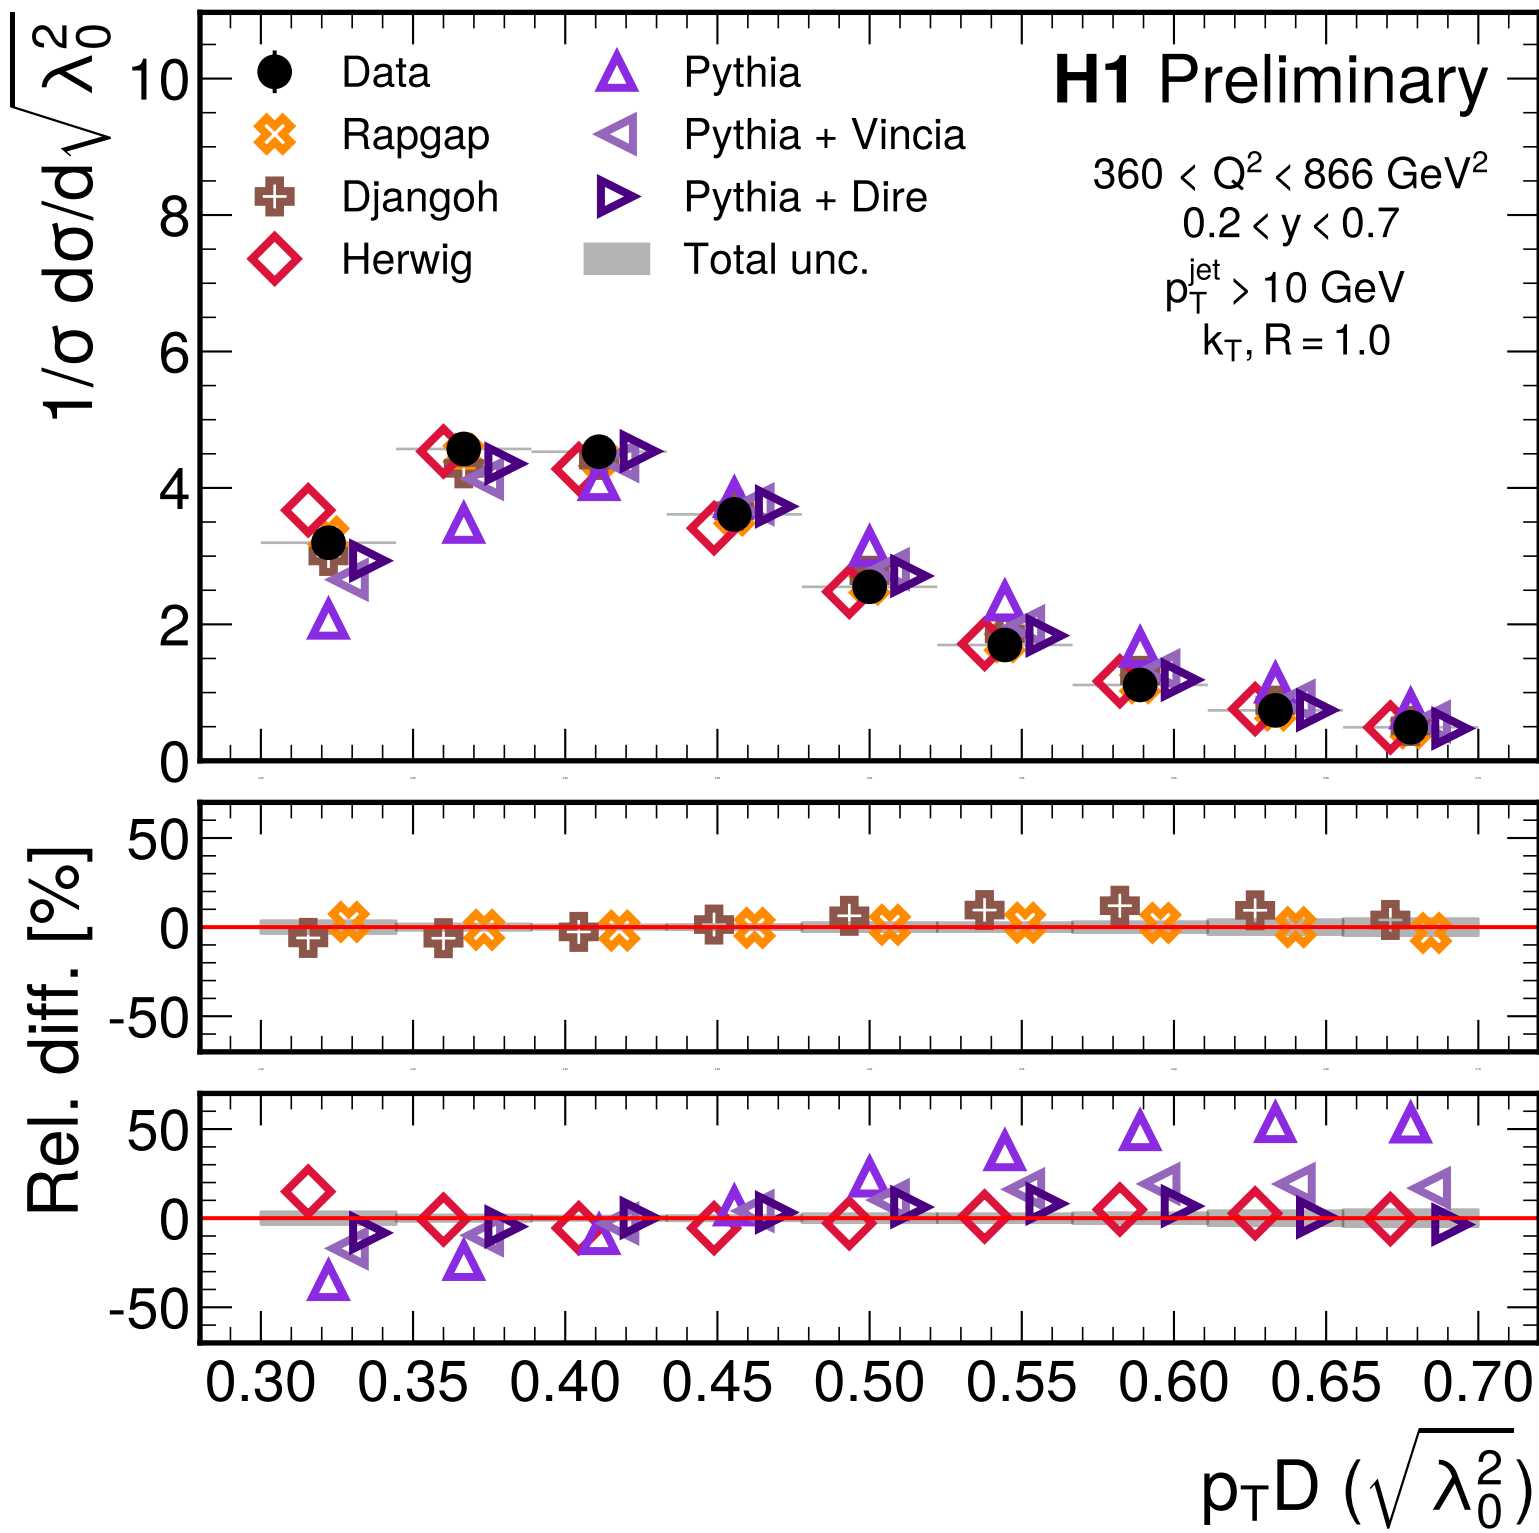 1/σ dσ/d√λ₀²
10
8
6
4
2
0
Data
Rapgap
Djangoh
Herwig
Pythia
Pythia + Vincia
Pythia + Dire
Total unc.
H1 Preliminary
360 < Q² < 866 GeV²
0.2 < y < 0.7
p_T^jet > 10 GeV
k_T, R = 1.0
Rel. diff. [%]
50
0
-50
50
0
-50
0.30 0.35 0.40 0.45 0.50 0.55 0.60 0.65 0.70
p_T D (√λ₀²)